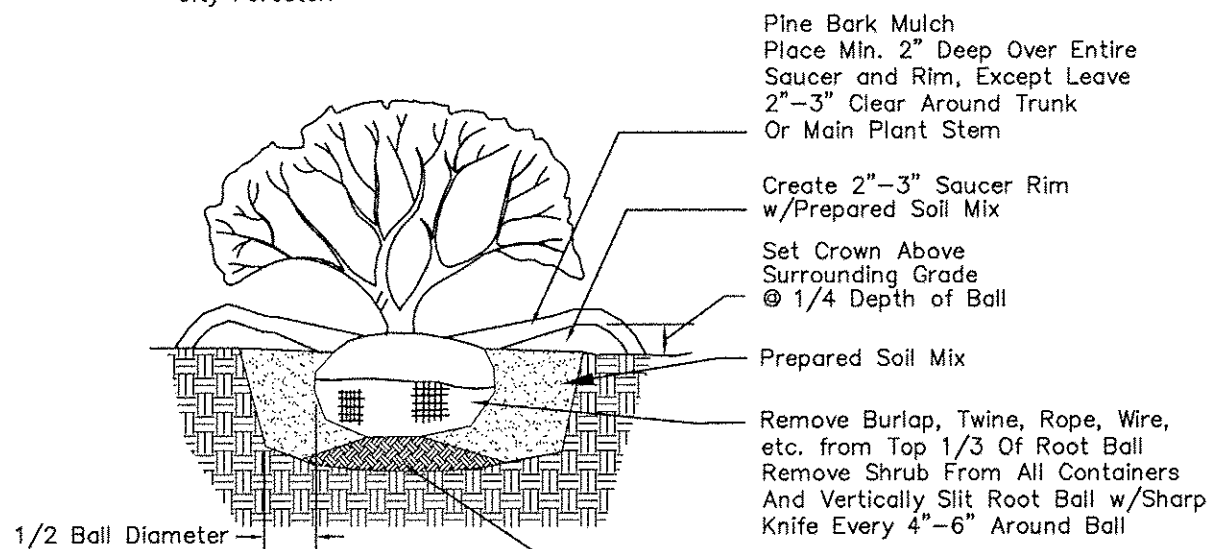 Pine Bark Mulch
Place Min. 2" Deep Over Entire
Saucer and Rim, Except Leave
2"-3" Clear Around Trunk
Or Main Plant Stem
Create 2"-3" Saucer Rim
w/Prepared Soil Mix
Set Crown Above
Surrounding Grade
@ 1/4 Depth of Ball
Prepared Soil Mix
Remove Burlap, Twine, Rope, Wire,
etc. from Top 1/3 Of Root Ball
Remove Shrub From All Containers
And Vertically Slit Root Ball w/Sharp
Knife Every 4"-6" Around Ball
1/2 Ball Diameter